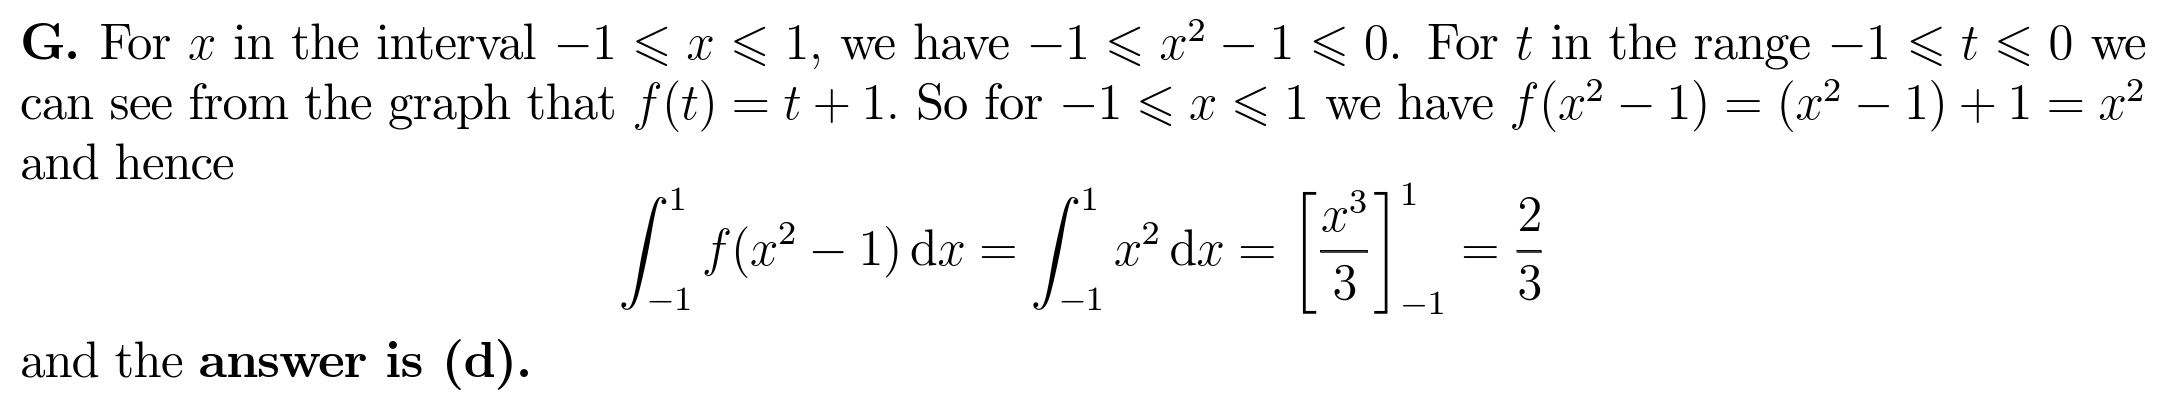 G. For x in the interval −1 ⩽ x ⩽ 1, we have −1 ⩽ x² − 1 ⩽ 0. For t in the range −1 ⩽ t ⩽ 0 we
can see from the graph that f(t) = t + 1. So for −1 ⩽ x ⩽ 1 we have f(x² − 1) = (x² − 1) + 1 = x²
and hence
∫_{−1}^{1} f(x² − 1) dx = ∫_{−1}^{1} x² dx = [x³/3]_{−1}^{1} = 2/3
and the answer is (d).